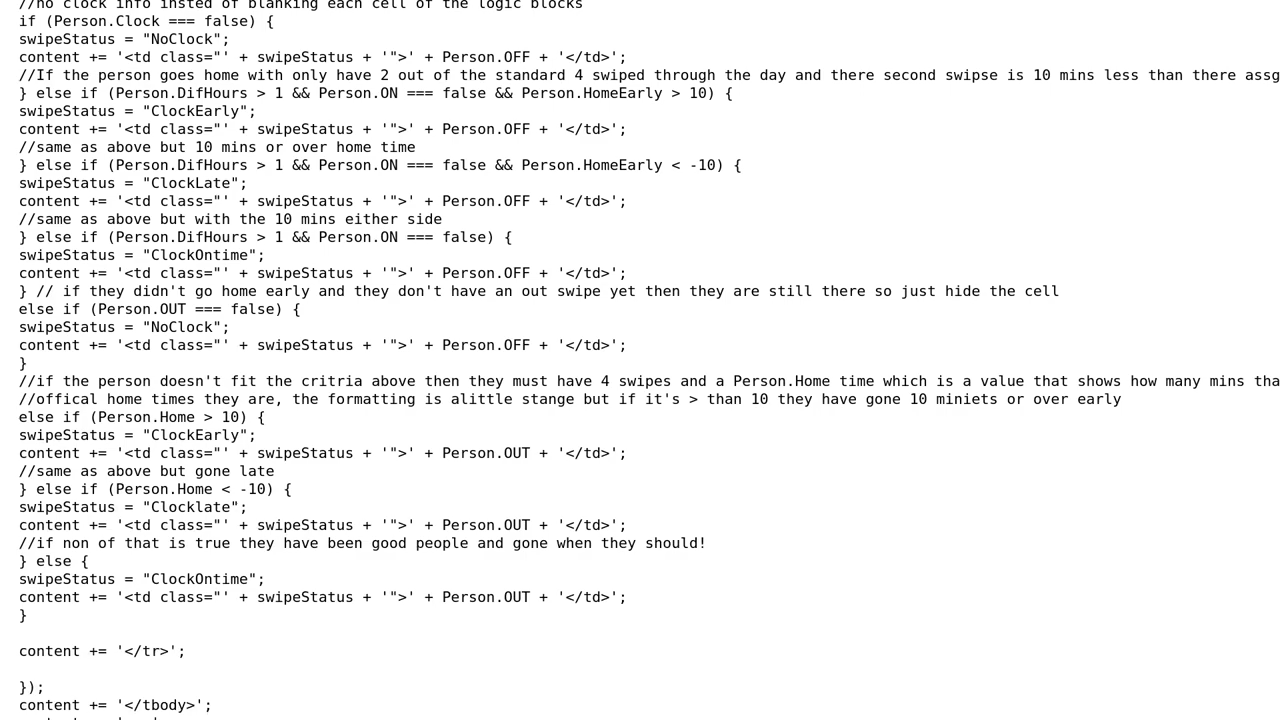 //no clock info insted of blanking each cell of the logic blocks
if (Person.Clock === false) {
swipeStatus = "NoClock";
content += '<td class="' + swipeStatus + '">' + Person.OFF + '</td>';
//If the person goes home with only have 2 out of the standard 4 swiped through the day and there second swipse is 10 mins less than there assg
} else if (Person.DifHours > 1 && Person.ON === false && Person.HomeEarly > 10) {
swipeStatus = "ClockEarly";
content += '<td class="' + swipeStatus + '">' + Person.OFF + '</td>';
//same as above but 10 mins or over home time
} else if (Person.DifHours > 1 && Person.ON === false && Person.HomeEarly < -10) {
swipeStatus = "ClockLate";
content += '<td class="' + swipeStatus + '">' + Person.OFF + '</td>';
//same as above but with the 10 mins either side
} else if (Person.DifHours > 1 && Person.ON === false) {
swipeStatus = "ClockOntime";
content += '<td class="' + swipeStatus + '">' + Person.OFF + '</td>';
} // if they didn't go home early and they don't have an out swipe yet then they are still there so just hide the cell
else if (Person.OUT === false) {
swipeStatus = "NoClock";
content += '<td class="' + swipeStatus + '">' + Person.OFF + '</td>';
}
//if the person doesn't fit the critria above then they must have 4 swipes and a Person.Home time which is a value that shows how many mins tha
//offical home times they are, the formatting is alittle stange but if it's > than 10 they have gone 10 miniets or over early
else if (Person.Home > 10) {
swipeStatus = "ClockEarly";
content += '<td class="' + swipeStatus + '">' + Person.OUT + '</td>';
//same as above but gone late
} else if (Person.Home < -10) {
swipeStatus = "Clocklate";
content += '<td class="' + swipeStatus + '">' + Person.OUT + '</td>';
//if non of that is true they have been good people and gone when they should!
} else {
swipeStatus = "ClockOntime";
content += '<td class="' + swipeStatus + '">' + Person.OUT + '</td>';
}
content += '</tr>';
});
content += '</tbody>';